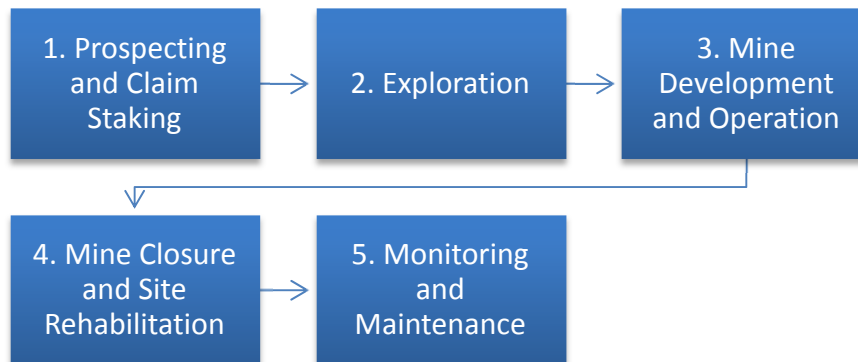 1. Prospecting
and Claim
Staking
2. Exploration
3. Mine
Development
and Operation
4. Mine Closure
and Site
Rehabilitation
5. Monitoring
and
Maintenance